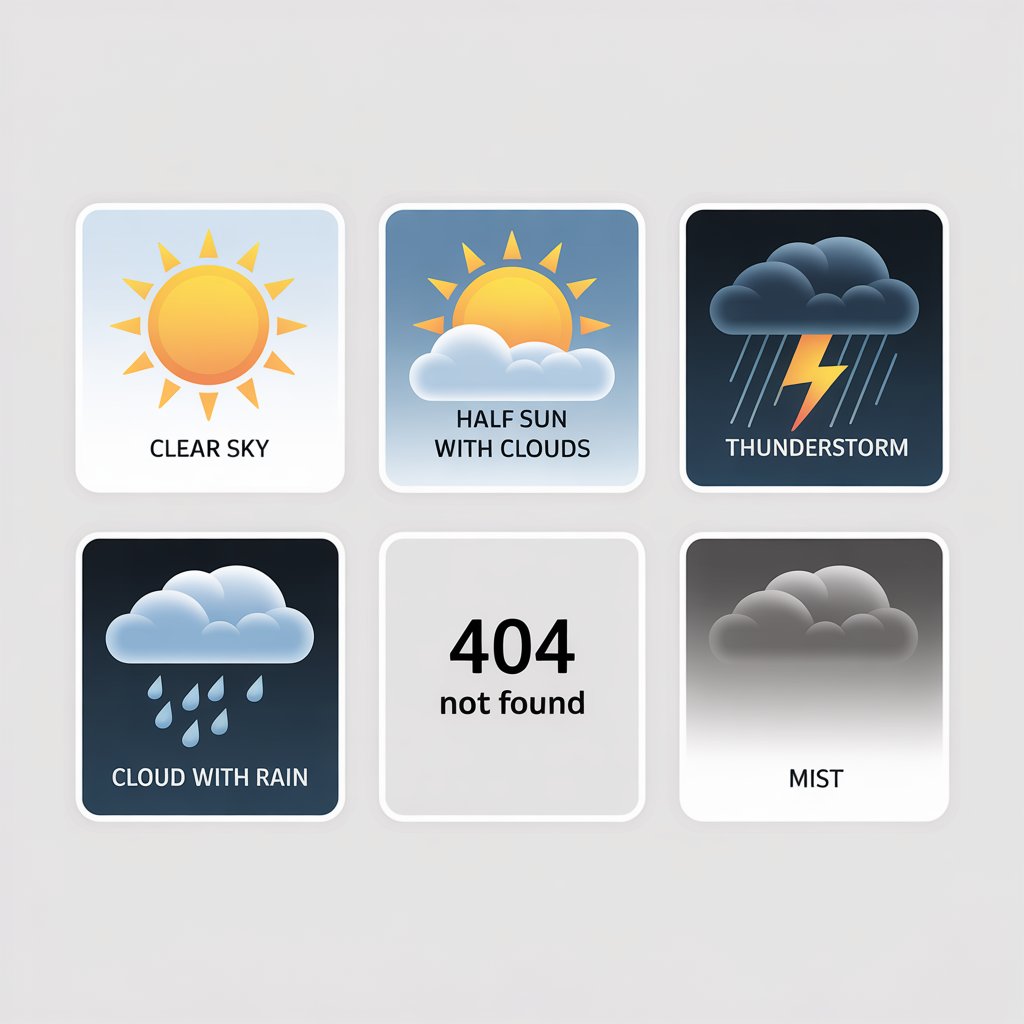 CLEAR SKY
HALF SUN
WITH CLOUDS
THUNDERSTORM
CLOUD WITH RAIN
404
not found
MIST